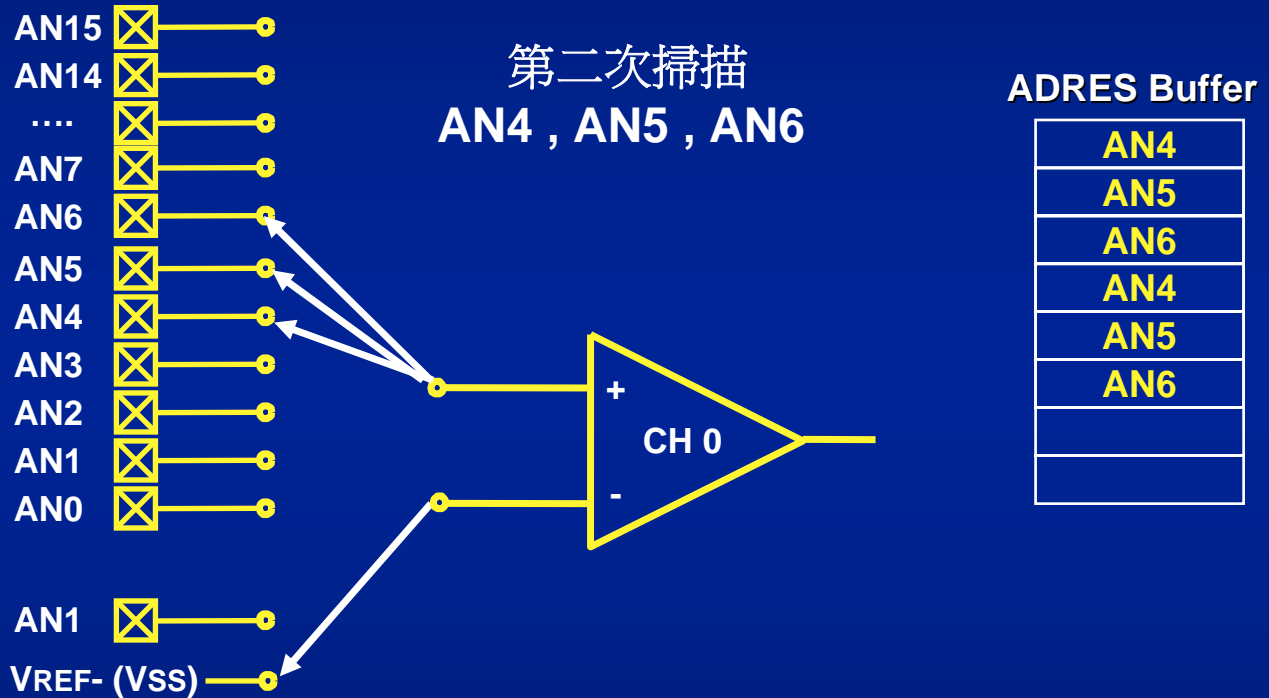 AN15
AN14
....
AN7
AN6
AN5
AN4
AN3
AN2
AN1
AN0
AN1
VREF- (VSS)
第二次掃描
AN4 , AN5 , AN6
+
CH 0
-
ADRES Buffer
AN4
AN5
AN6
AN4
AN5
AN6